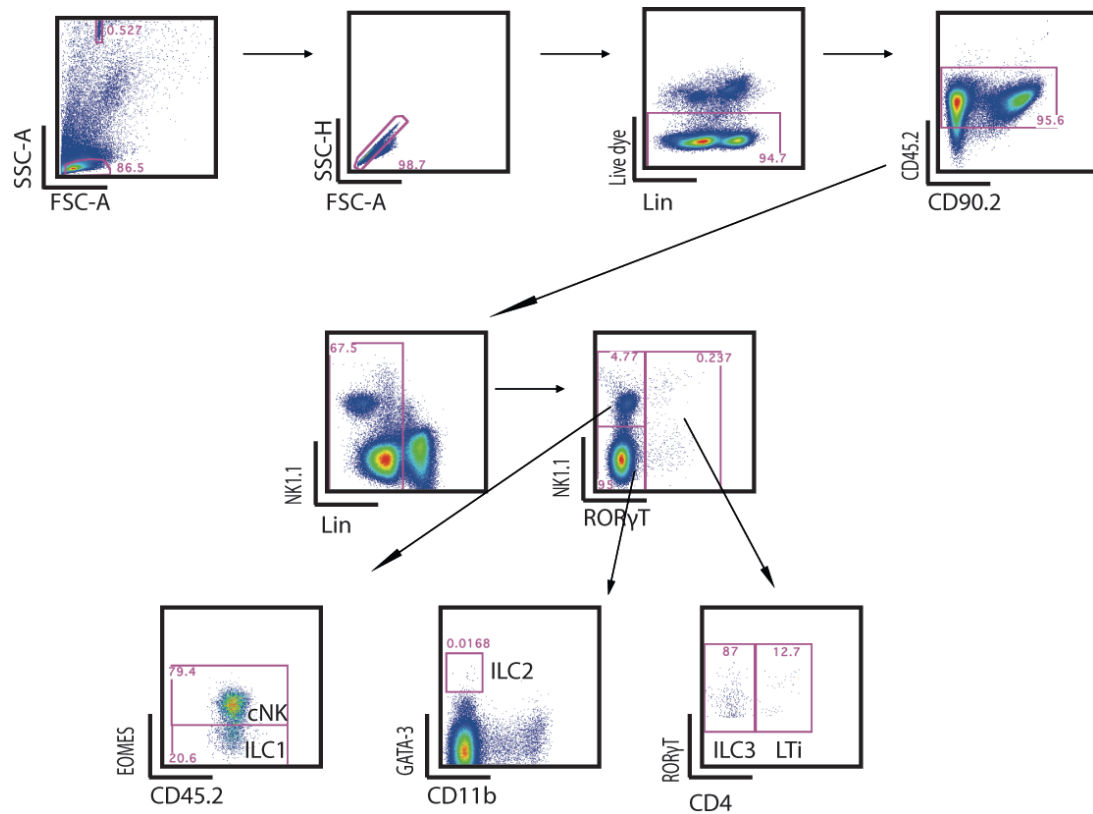 0.527
86.5
SSC-A
FSC-A
98.7
SSC-H
FSC-A
94.7
Live dye
Lin
95.6
CD45.2
CD90.2
67.5
NK1.1
Lin
4.77
0.237
95
NK1.1
RORγT
79.4
cNK
ILC1
20.6
EOMES
CD45.2
0.0168
ILC2
GATA-3
CD11b
87
12.7
ILC3
LTi
RORγT
CD4